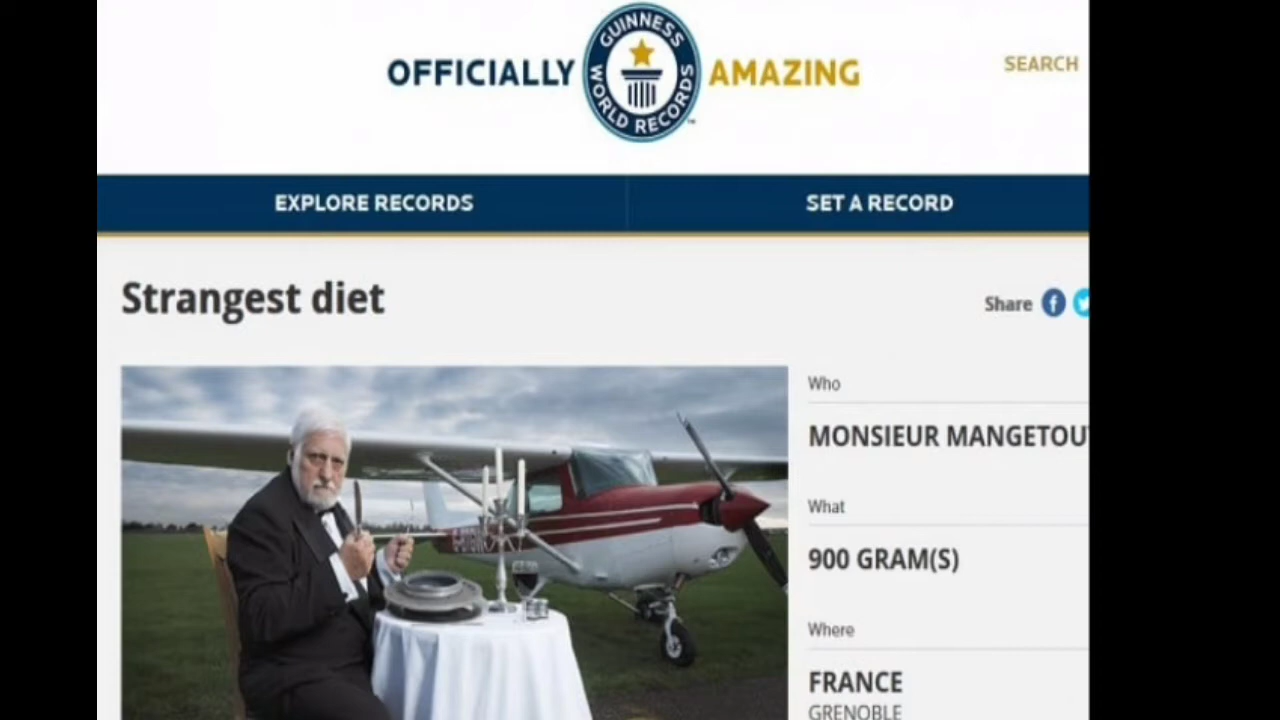 OFFICIALLY GUINNESS WORLD RECORDS™ AMAZING
SEARCH
EXPLORE RECORDS
SET A RECORD
Strangest diet
Share
Who
MONSIEUR MANGETOU
What
900 GRAM(S)
Where
FRANCE
GRENOBLE